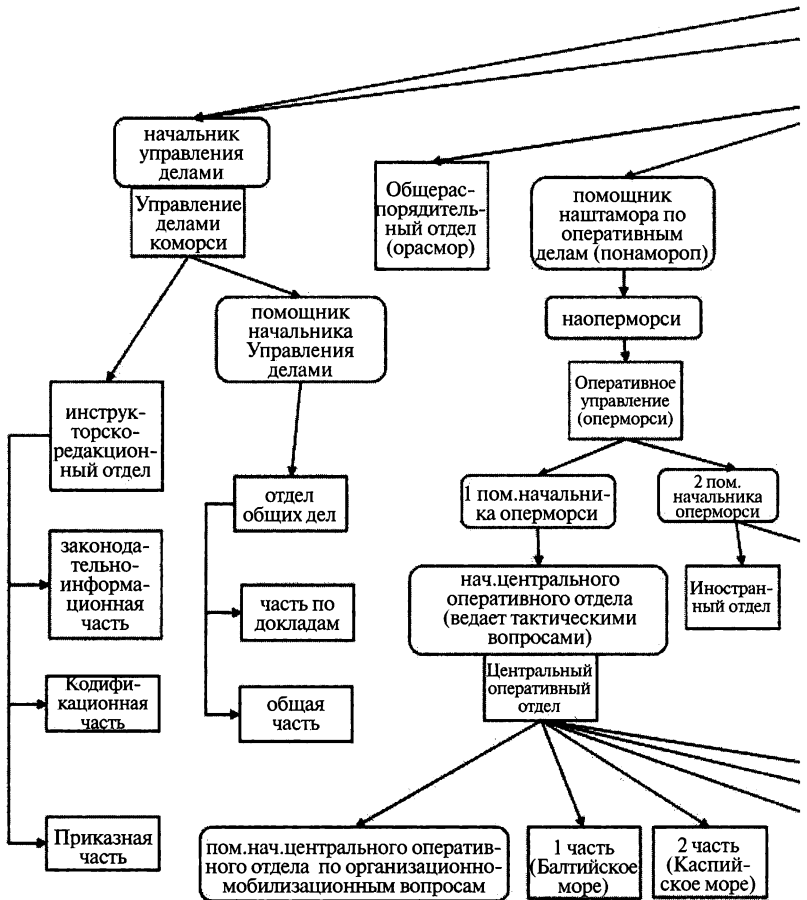 начальник
управления
делами
Управление
делами
коморси
Общерас-
порядитель-
ный отдел
(орасмор)
помощник
наштамора по
оперативным
делам (понамороп)
помощник
начальника
Управления
делами
наоперморси
Оперативное
управление
(оперморси)
инструк-
торско-
редакцион-
ный отдел
отдел
общих дел
1 пом.начальни-
ка оперморси
2 пом.
начальника
оперморси
законода-
тельно-
информа-
ционная
часть
часть по
докладам
нач.центрального
оперативного отдела
(ведает тактическими
вопросами)
Иностран-
ный отдел
Центральный
оперативный
отдел
Кодифи-
кационная
часть
общая
часть
Приказная
часть
пом.нач.центрального оператив-
ного отдела по организационно-
мобилизационным вопросам
1 часть
(Балтийское
море)
2 часть
(Каспий-
ское море)